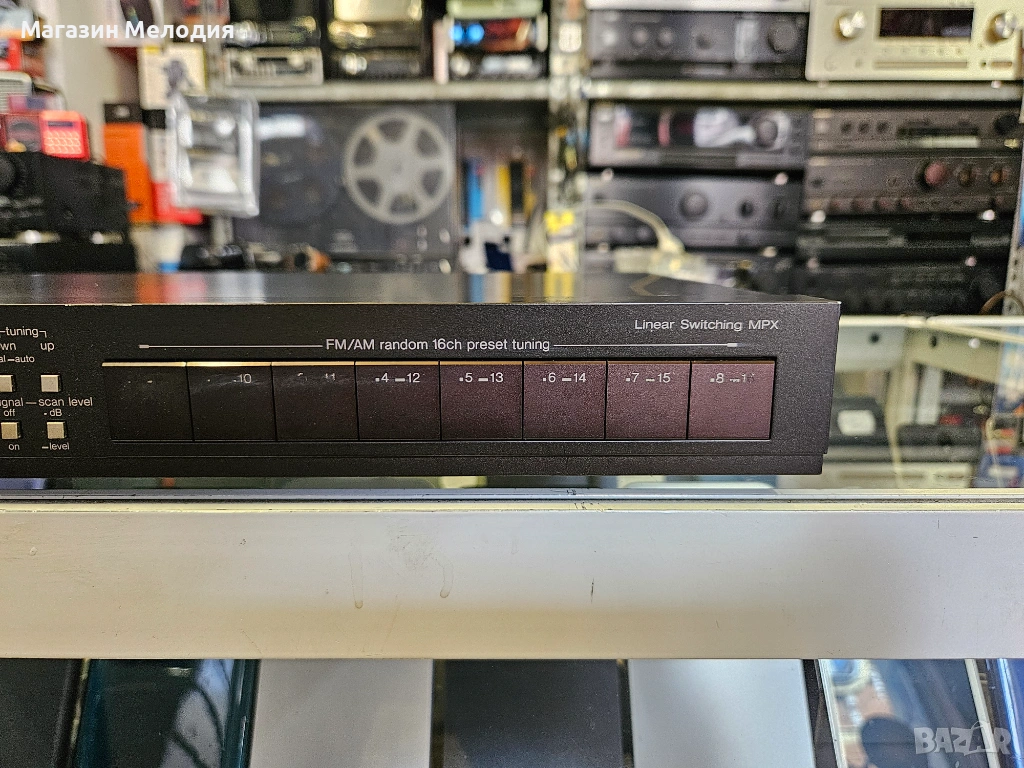 Магазин Мелодия
Linear Switching MPX
tuning
up
auto
FM/AM random 16ch preset tuning
10 11 4 12 5 13 6 14 7 15 8
scan level
off dB
on level
BAZAR